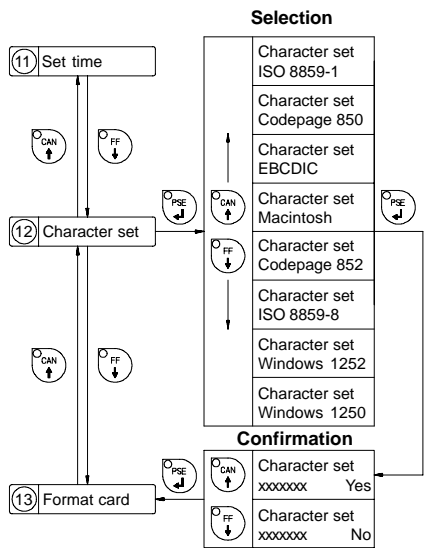 Selection
11 Set time
CAN
FF
12 Character set
PSE
CAN
FF
Character set
ISO 8859-1
Character set
Codepage 850
Character set
EBCDIC
Character set
Macintosh
Character set
Codepage 852
Character set
ISO 8859-8
Character set
Windows 1252
Character set
Windows 1250
PSE
CAN
FF
Confirmation
13 Format card
PSE
CAN
Character set
xxxxxxx Yes
FF
Character set
xxxxxxx No